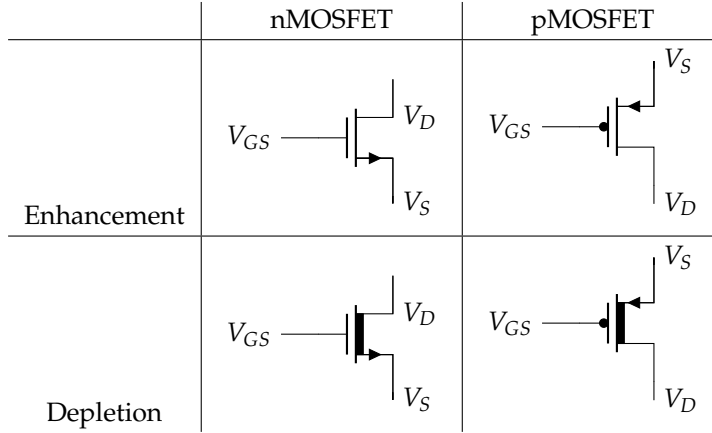 nMOSFET pMOSFET
V_S
V_D
V_GS V_GS
V_S
Enhancement V_D
V_S
V_D
V_GS V_GS
V_S
Depletion V_D